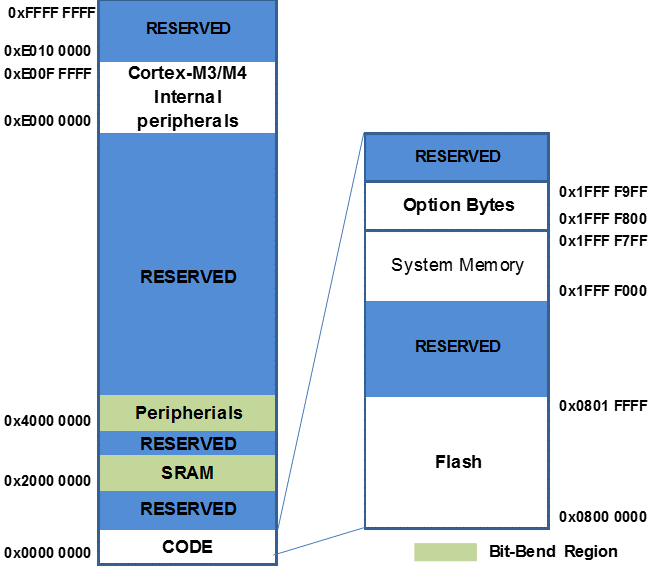 0xFFFF FFFF
RESERVED
0xE010 0000
0xE00F FFFF
Cortex-M3/M4
Internal
peripherals
0xE000 0000
RESERVED
Peripherials
0x4000 0000
RESERVED
SRAM
0x2000 0000
RESERVED
CODE
0x0000 0000
RESERVED
0x1FFF F9FF
Option Bytes
0x1FFF F800
0x1FFF F7FF
System Memory
0x1FFF F000
RESERVED
0x0801 FFFF
Flash
0x0800 0000
Bit-Bend Region